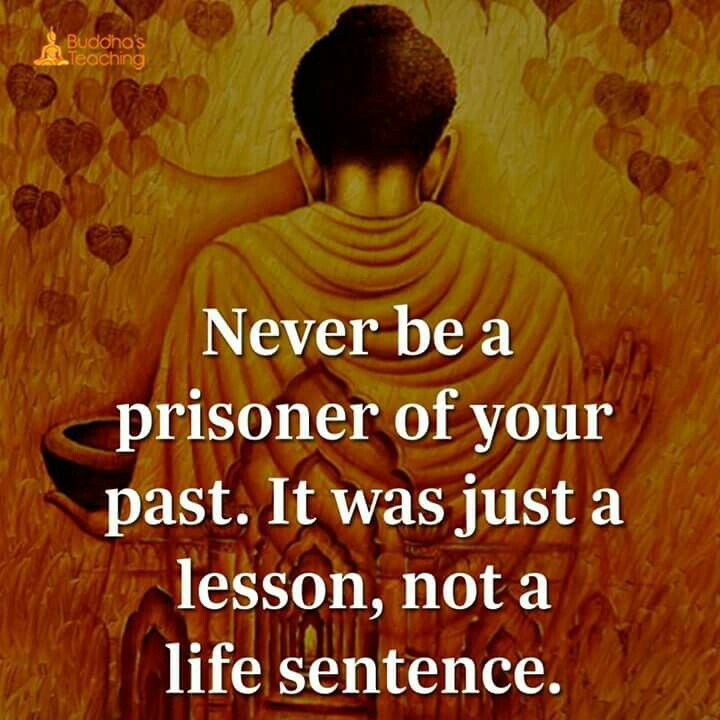 Buddha's
Teaching
Never be a
prisoner of your
past. It was just a
lesson, not a
life sentence.